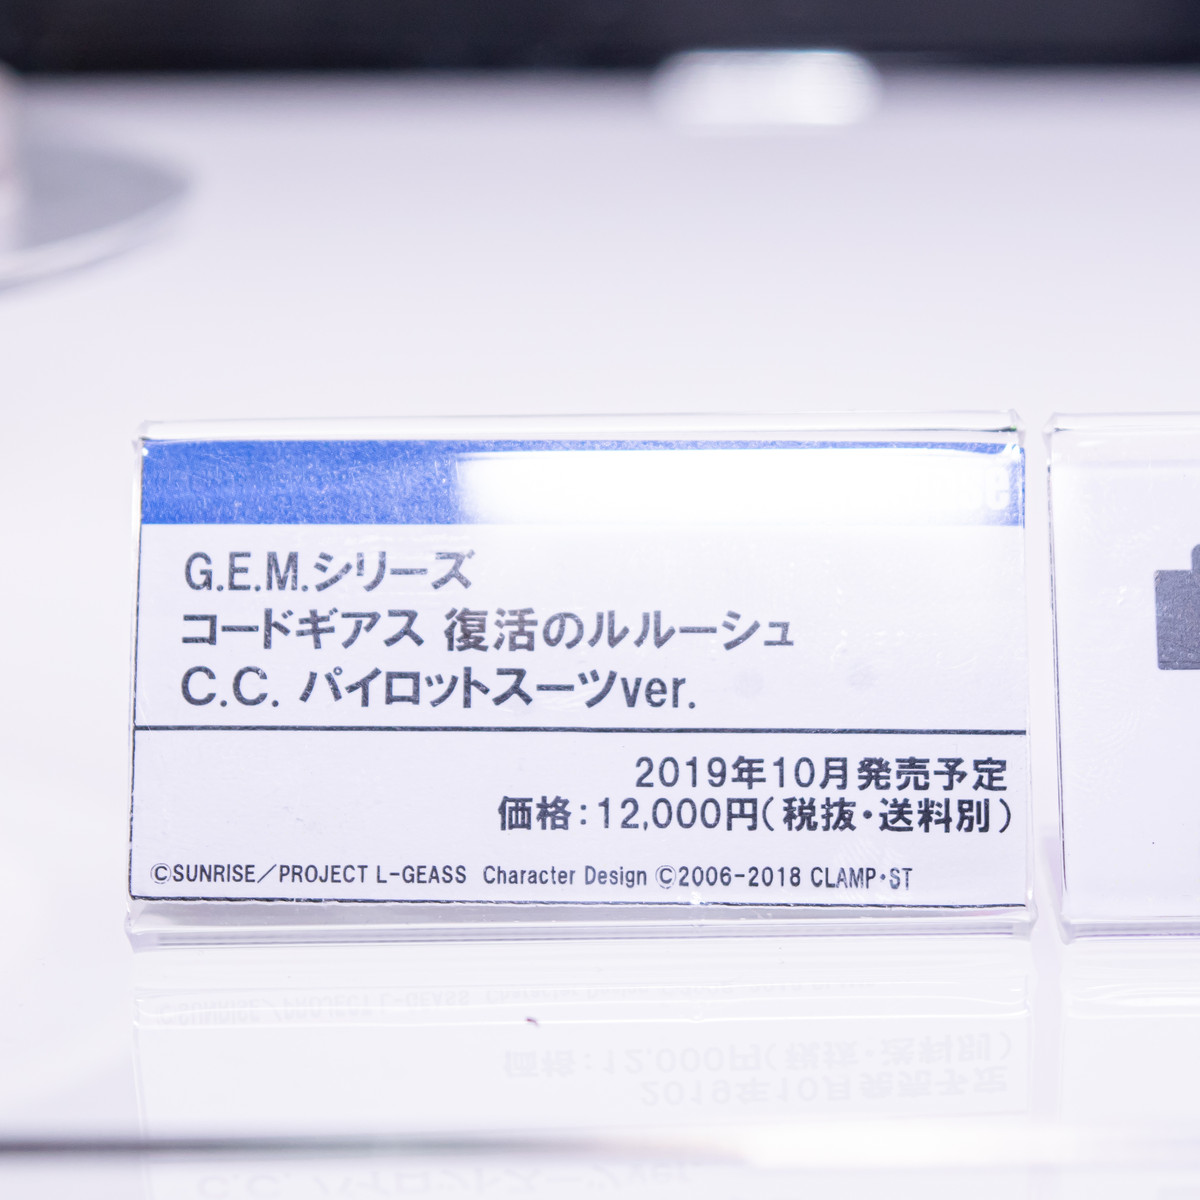 G.E.M.シリーズ
コードギアス 復活のルルーシュ
C.C. パイロットスーツver.
2019年10月発売予定
価格：12,000円（税抜・送料別）
©SUNRISE／PROJECT L-GEASS Character Design ©2006-2018 CLAMP・ST